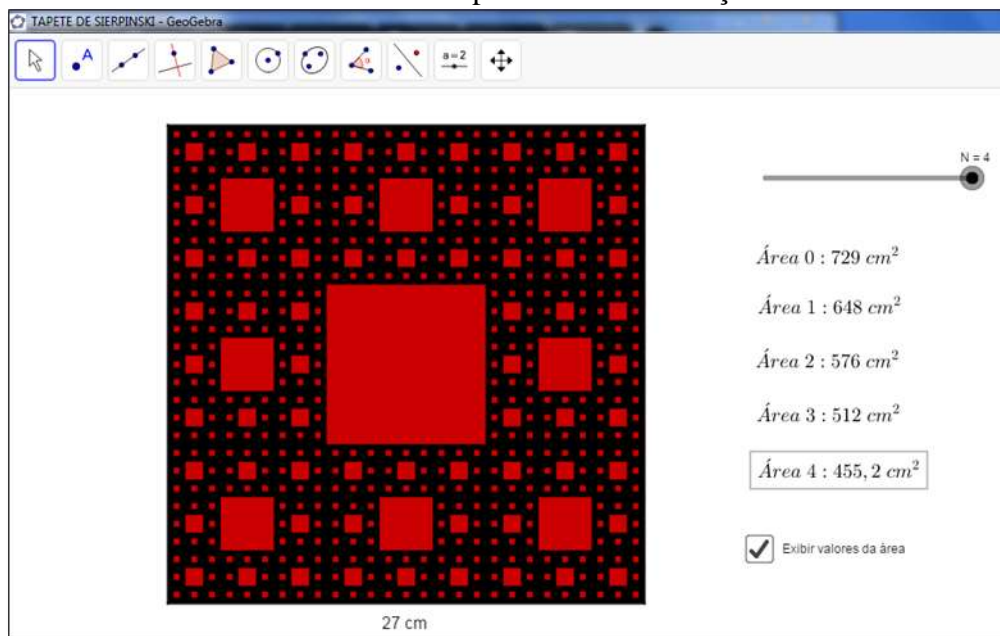 TAPETE DE SIERPINSKI - GeoGebra
A
α
a=2
N = 4
Área 0 : 729 cm²
Área 1 : 648 cm²
Área 2 : 576 cm²
Área 3 : 512 cm²
Área 4 : 455, 2 cm²
Exibir valores da área
27 cm